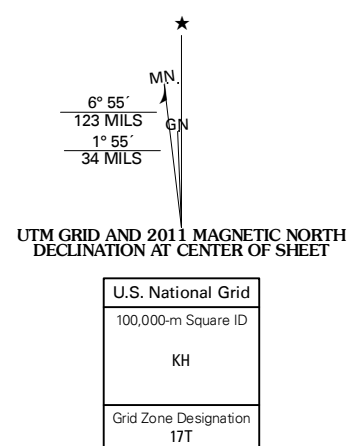 ★
MN
6° 55´
123 MILS
GN
1° 55´
34 MILS
UTM GRID AND 2011 MAGNETIC NORTH
DECLINATION AT CENTER OF SHEET
U.S. National Grid
100,000-m Square ID
KH
Grid Zone Designation
17T